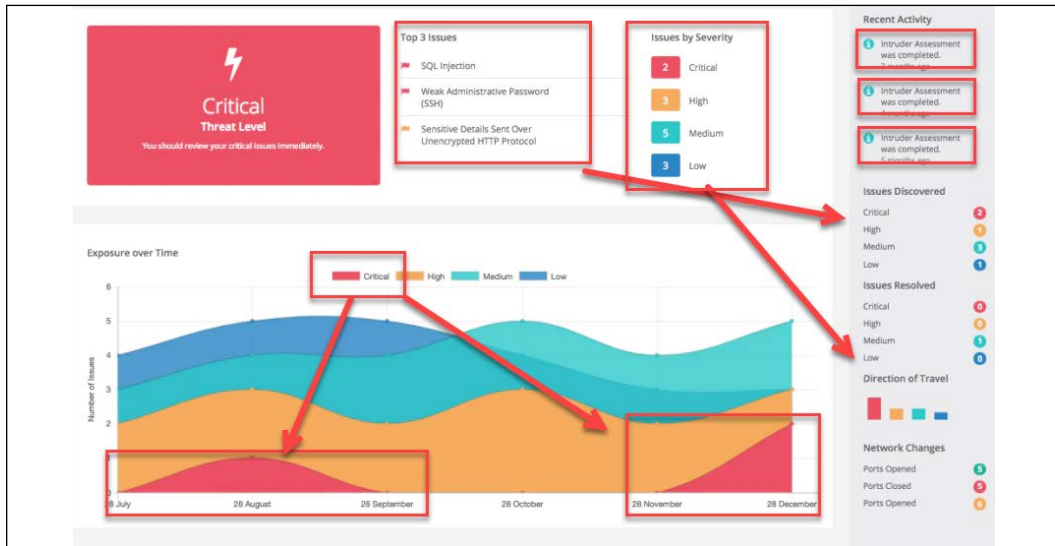 Critical
Threat Level
You should review your critical issues immediately.
Top 3 Issues
SQL Injection
Weak Administrative Password
(SSH)
Sensitive Details Sent Over
Unencrypted HTTP Protocol
Issues by Severity
2 Critical
3 High
5 Medium
3 Low
Recent Activity
Intruder Assessment
was completed.
Intruder Assessment
was completed.
Intruder Assessment
was completed.
5 months ago
Issues Discovered
Critical 2
High 1
Medium 3
Low 1
Issues Resolved
Critical 0
High 0
Medium 1
Low 0
Direction of Travel
Network Changes
Ports Opened 5
Ports Closed 5
Ports Opened 6
Exposure over Time
Critical High Medium Low
Number of Issues
6
5
4
3
2
28 August
28 September
28 October
28 November
28 December